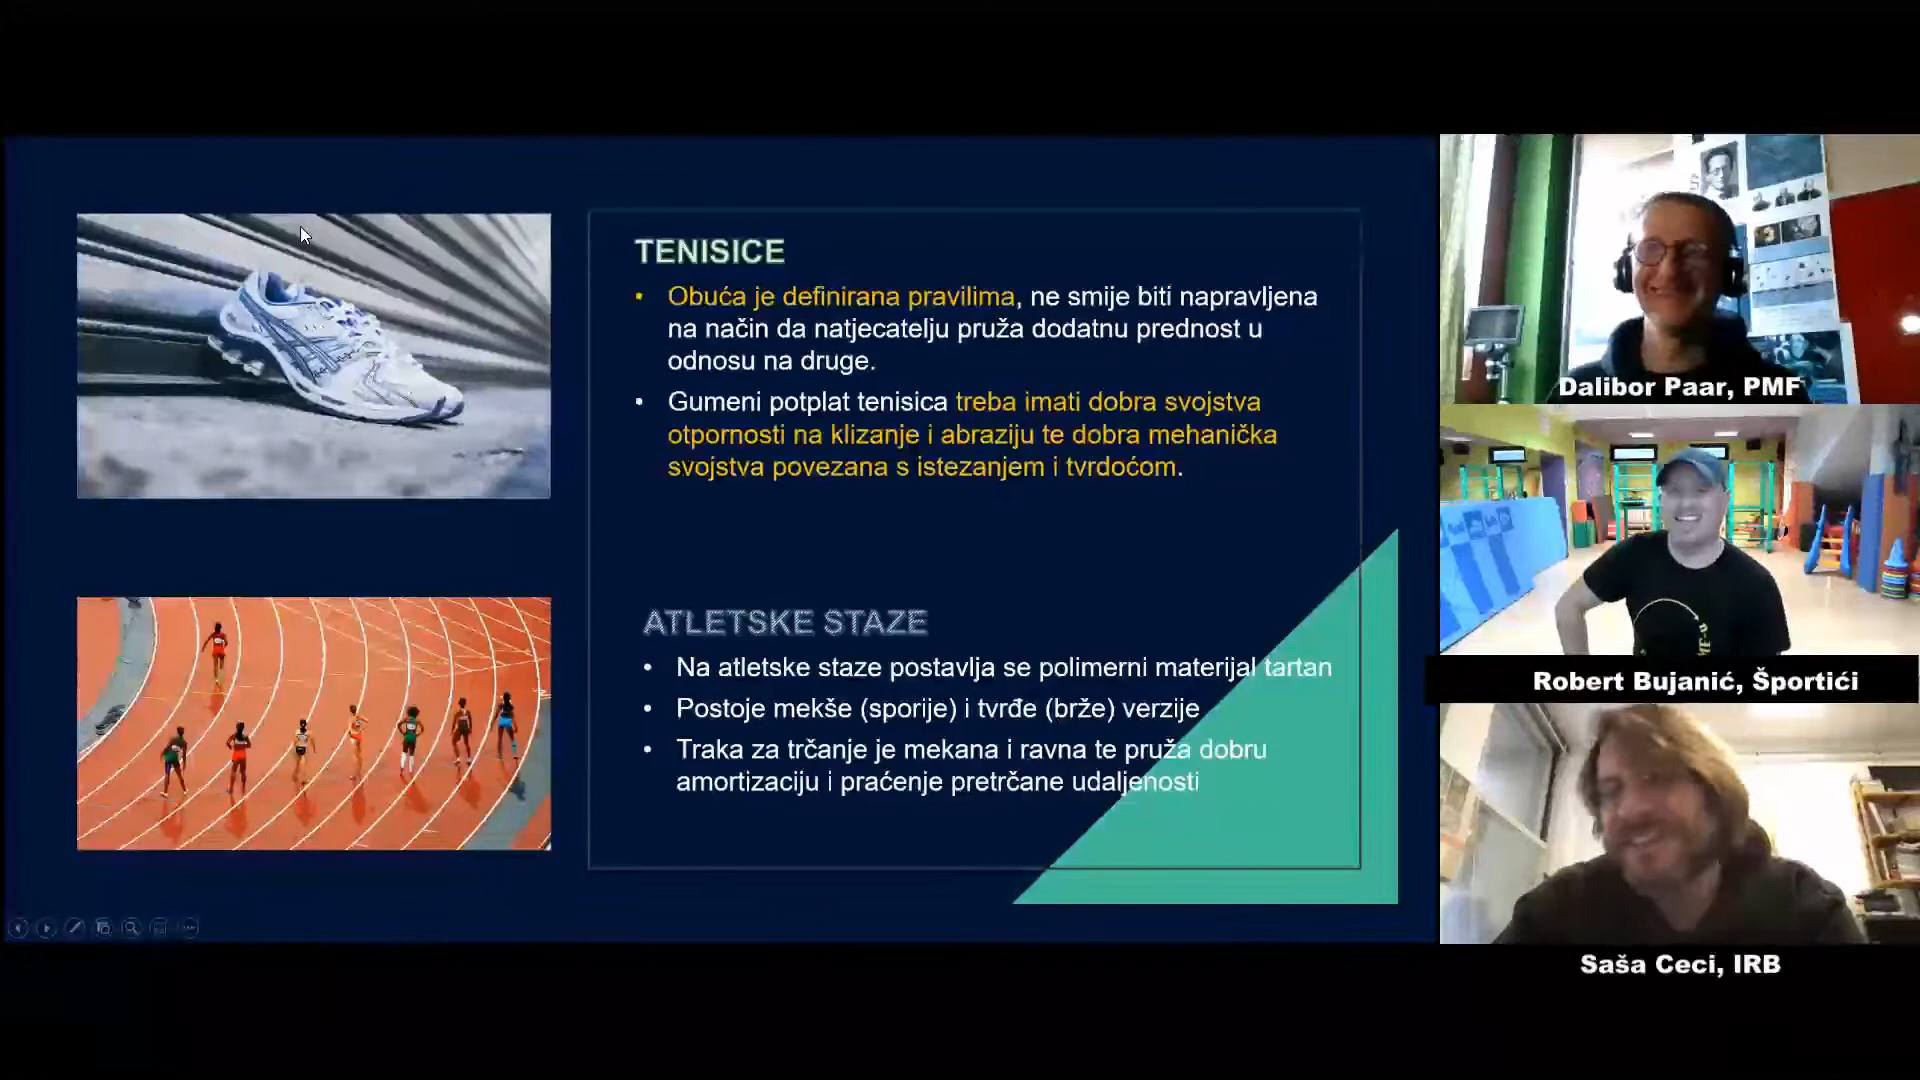 TENISICE
• Obuća je definirana pravilima, ne smije biti napravljena
na način da natjecatelju pruža dodatnu prednost u
odnosu na druge.
• Gumeni potplat tenisica treba imati dobra svojstva
otpornosti na klizanje i abraziju te dobra mehanička
svojstva povezana s istezanjem i tvrdoćom.
ATLETSKE STAZE
• Na atletske staze postavlja se polimerni materijal tartan
• Postoje mekše (sporije) i tvrđe (brže) verzije
• Traka za trčanje je mekana i ravna te pruža dobru
amortizaciju i praćenje pretrčane udaljenosti
Dalibor Paar, PMF
Robert Bujanić, Športići
Saša Ceci, IRB